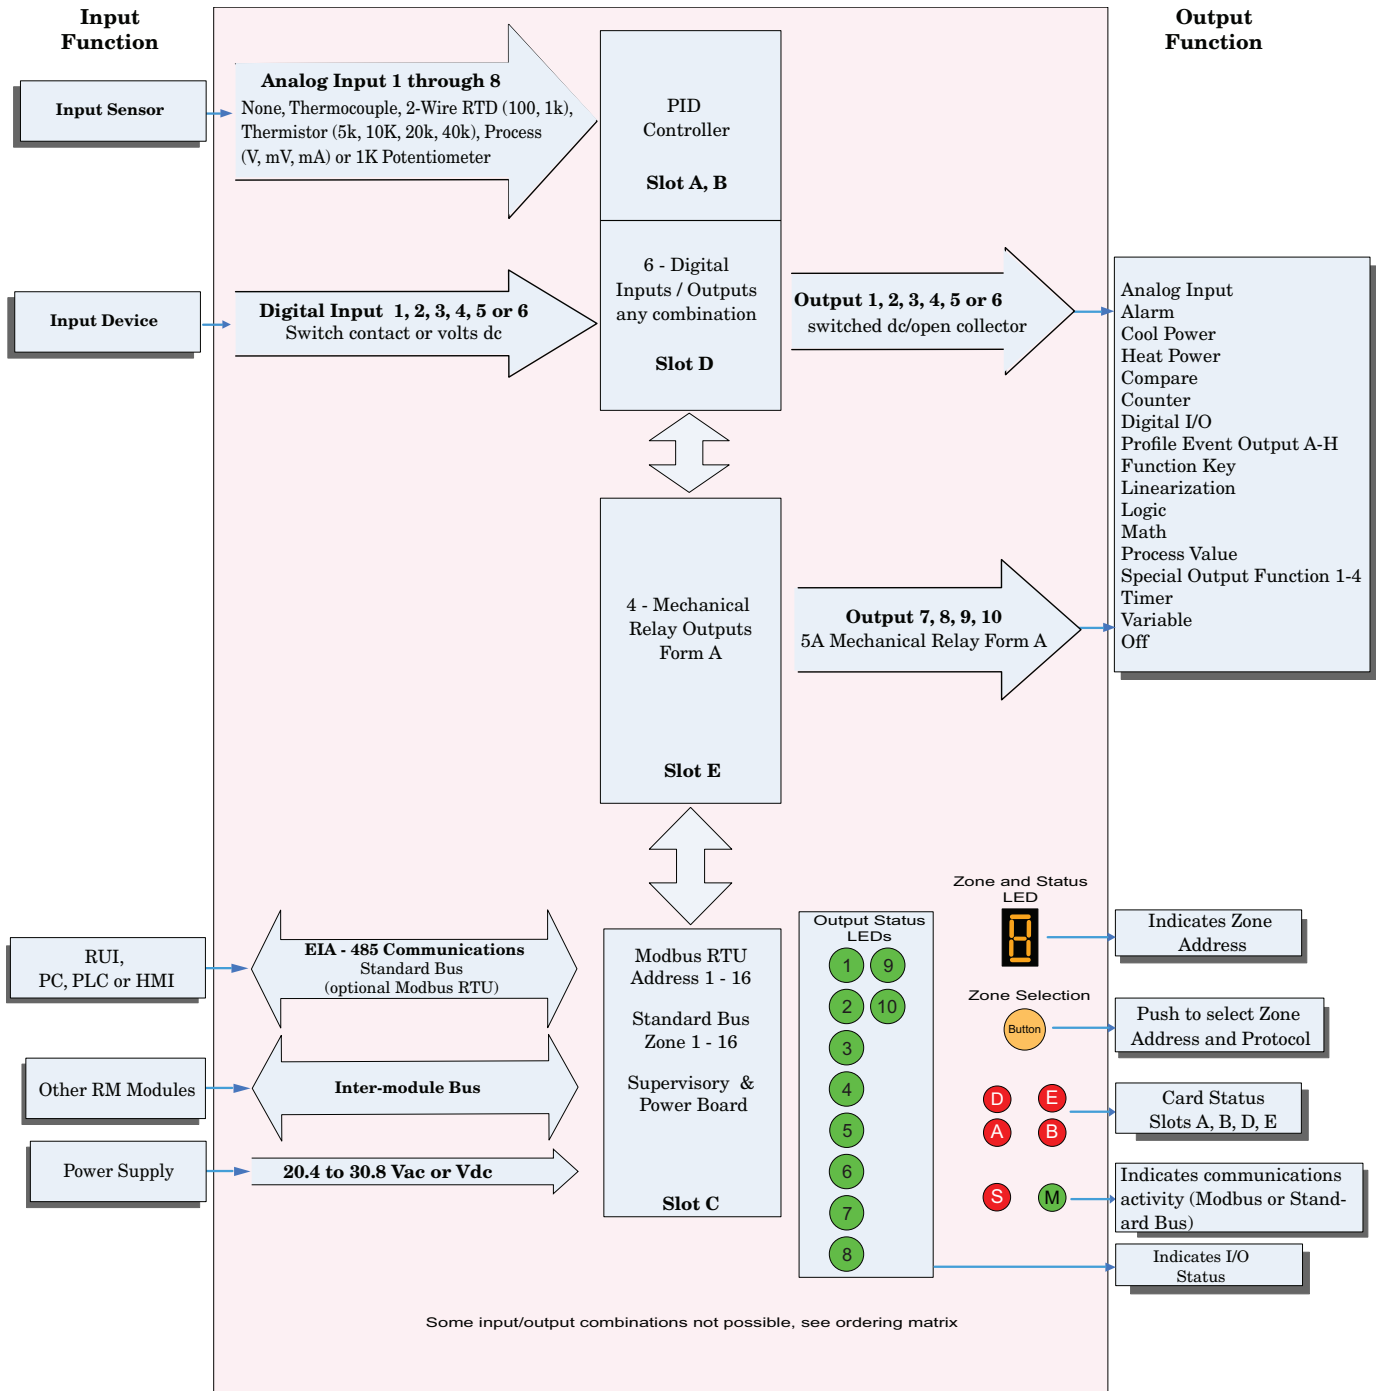 Input
Function
Output
Function
Input Sensor
Analog Input 1 through 8
None, Thermocouple, 2-Wire RTD (100, 1k),
Thermistor (5k, 10K, 20k, 40k), Process
(V, mV, mA) or 1K Potentiometer
PID
Controller
Slot A, B
Input Device
Digital Input 1, 2, 3, 4, 5 or 6
Switch contact or volts dc
6 - Digital
Inputs / Outputs
any combination
Slot D
Output 1, 2, 3, 4, 5 or 6
switched dc/open collector
Analog Input
Alarm
Cool Power
Heat Power
Compare
Counter
Digital I/O
Profile Event Output A-H
Function Key
Linearization
Logic
Math
Process Value
Special Output Function 1-4
Timer
Variable
Off
4 - Mechanical
Relay Outputs
Form A
Slot E
Output 7, 8, 9, 10
5A Mechanical Relay Form A
RUI,
PC, PLC or HMI
EIA - 485 Communications
Standard Bus
(optional Modbus RTU)
Other RM Modules
Inter-module Bus
Power Supply
20.4 to 30.8 Vac or Vdc
Modbus RTU
Address 1 - 16
Standard Bus
Zone 1 - 16
Supervisory &
Power Board
Slot C
Output Status
LEDs
1 9
2 10
3
4
5
6
7
8
Zone and Status
LED
8
Indicates Zone
Address
Zone Selection
Button
Push to select Zone
Address and Protocol
D E
A B
Card Status
Slots A, B, D, E
S M
Indicates communications
activity (Modbus or Stand-
ard Bus)
Indicates I/O
Status
Some input/output combinations not possible, see ordering matrix